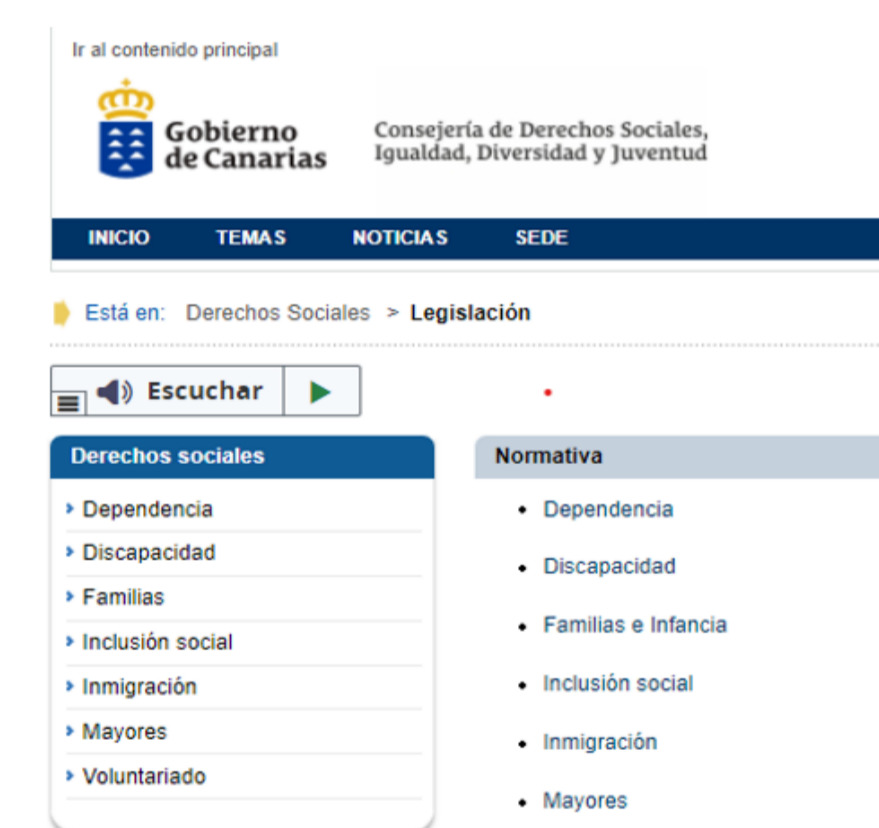 Ir al contenido principal
Gobierno
de Canarias
Consejería de Derechos Sociales,
Igualdad, Diversidad y Juventud
INICIO TEMAS NOTICIAS SEDE
Está en: Derechos Sociales > Legislación
Escuchar
Derechos sociales
Dependencia
Discapacidad
Familias
Inclusión social
Inmigración
Mayores
Voluntariado
Normativa
Dependencia
Discapacidad
Familias e Infancia
Inclusión social
Inmigración
Mayores